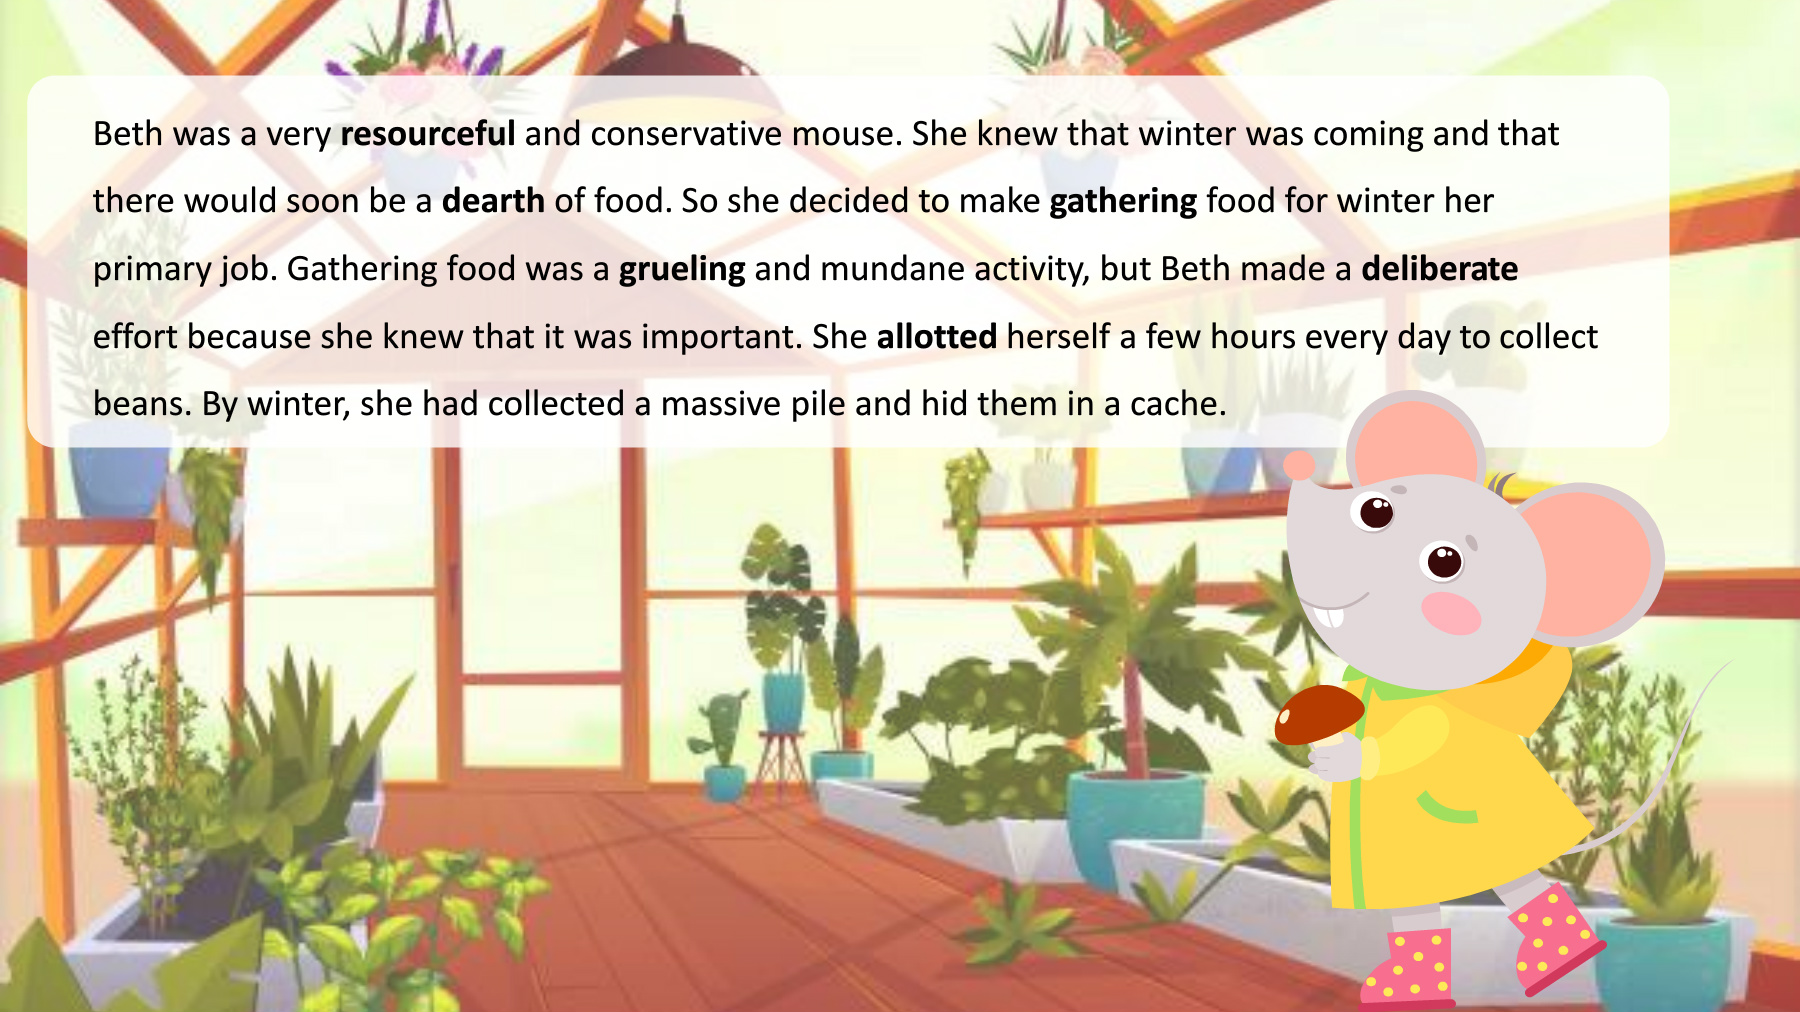 Beth was a very resourceful and conservative mouse. She knew that winter was coming and that
there would soon be a dearth of food. So she decided to make gathering food for winter her
primary job. Gathering food was a grueling and mundane activity, but Beth made a deliberate
effort because she knew that it was important. She allotted herself a few hours every day to collect
beans. By winter, she had collected a massive pile and hid them in a cache.